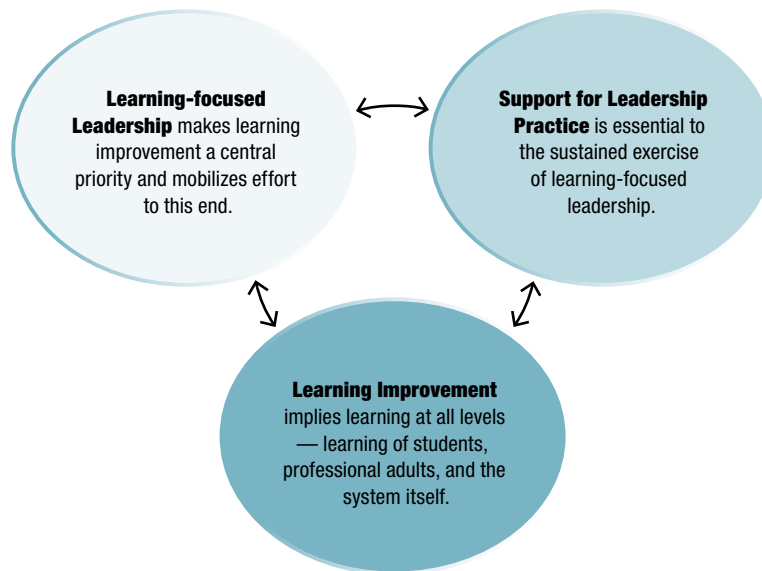 Learning-focused
Leadership makes learning
improvement a central
priority and mobilizes effort
to this end.
Support for Leadership
Practice is essential to
the sustained exercise
of learning-focused
leadership.
Learning Improvement
implies learning at all levels
— learning of students,
professional adults, and the
system itself.